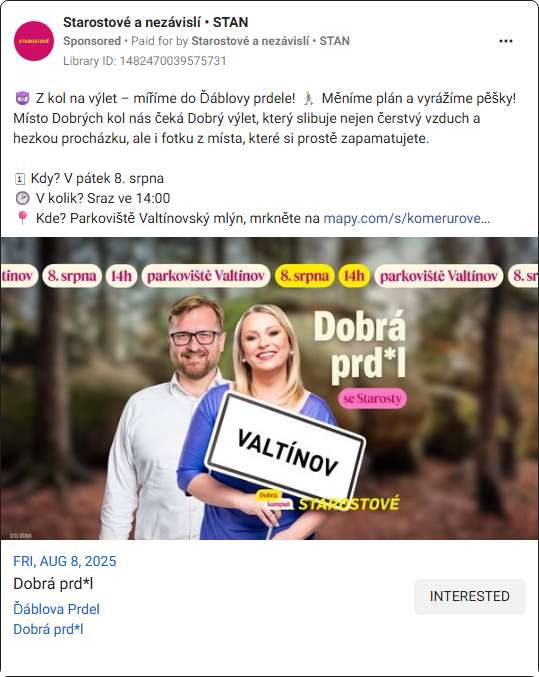 STAROSTOVÉ
Starostové a nezávislí • STAN
Sponsored • Paid for by Starostové a nezávislí • STAN
Library ID: 1482470039575731
😈 Z kol na výlet – míříme do Ďáblovy prdele! 🚶 Měníme plán a vyrážíme pěšky!
Místo Dobrých kol nás čeká Dobrý výlet, který slibuje nejen čerstvý vzduch a
hezkou procházku, ale i fotku z místa, které si prostě zapamatujete.
🗓 Kdy? V pátek 8. srpna
🕑 V kolik? Sraz ve 14:00
📍 Kde? Parkoviště Valtínovský mlýn, mrkněte na mapy.com/s/komerurove…
tínov 8. srpna 14h parkoviště Valtínov 8. srpna 14h parkoviště Valtínov 8. sr
Dobrá
prd*l
se Starosty
VALTÍNOV
Dobrá
kampaň
STAROSTOVÉ
FRI, AUG 8, 2025
Dobrá prd*l
Ďáblova Prdel
Dobrá prd*l
INTERESTED